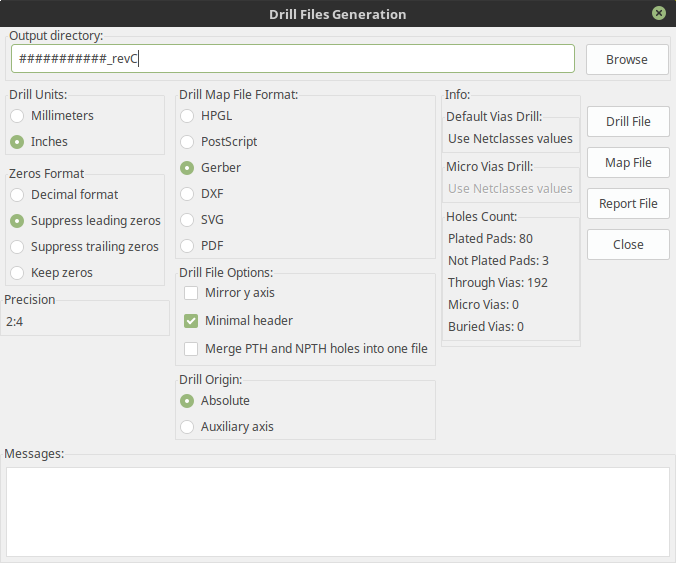 Drill Files Generation
Output directory:
###########_revC
Browse
Drill Units:
Millimeters
Inches
Zeros Format
Decimal format
Suppress leading zeros
Suppress trailing zeros
Keep zeros
Precision
2:4
Drill Map File Format:
HPGL
PostScript
Gerber
DXF
SVG
PDF
Drill File Options:
Mirror y axis
Minimal header
Merge PTH and NPTH holes into one file
Drill Origin:
Absolute
Auxiliary axis
Info:
Default Vias Drill:
Use Netclasses values
Micro Vias Drill:
Use Netclasses values
Holes Count:
Plated Pads: 80
Not Plated Pads: 3
Through Vias: 192
Micro Vias: 0
Buried Vias: 0
Drill File
Map File
Report File
Close
Messages: